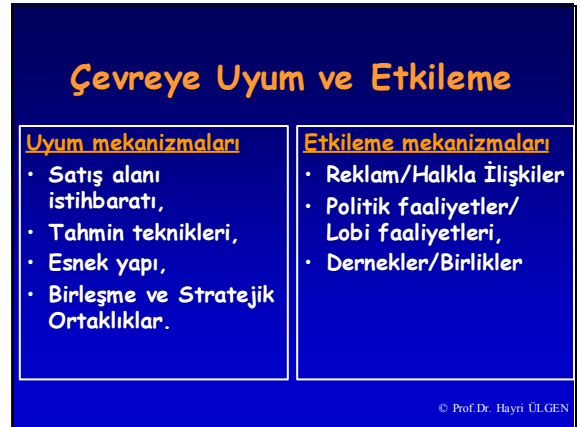 Çevreye Uyum ve Etkileme
Uyum mekanizmaları
• Satış alanı
istihbaratı,
• Tahmin teknikleri,
• Esnek yapı,
• Birleşme ve Stratejik
Ortaklıklar.
Etkileme mekanizmaları
• Reklam/Halkla İlişkiler
• Politik faaliyetler/
Lobi faaliyetleri,
• Dernekler/Birlikler
© Prof.Dr. Hayri ÜLGEN